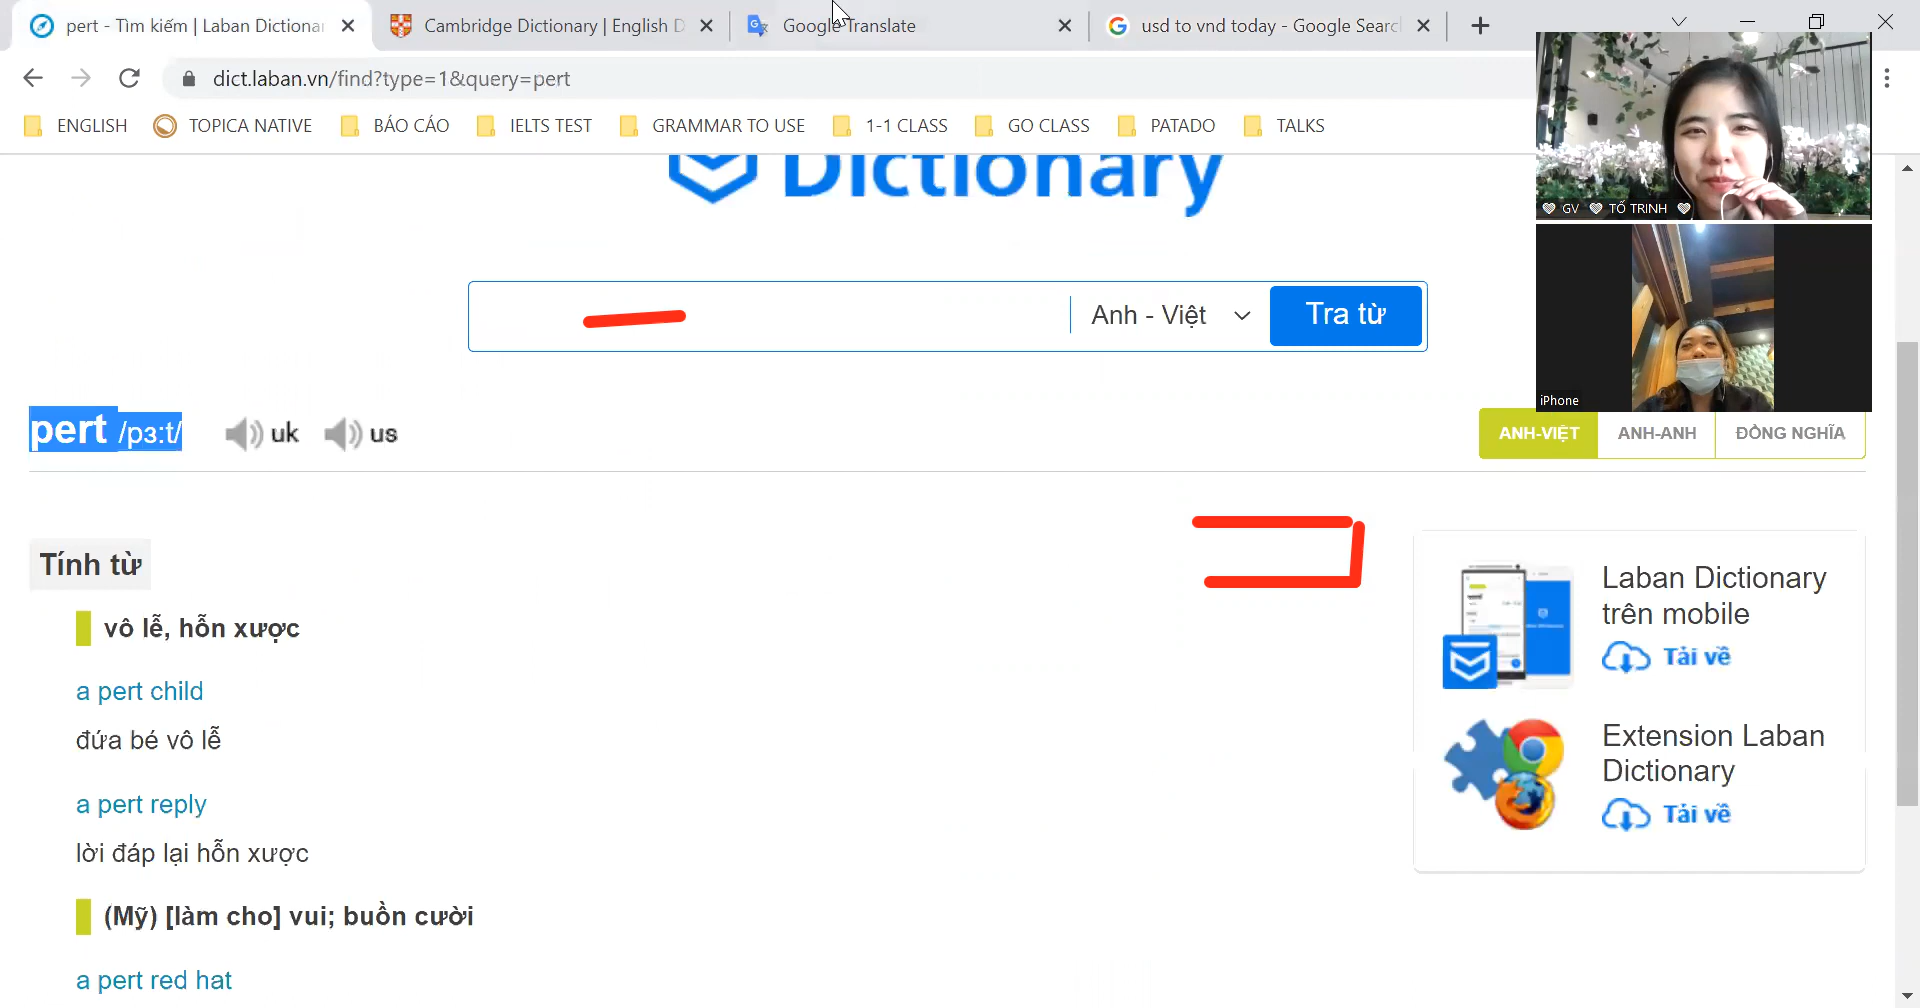 pert - Tìm kiếm | Laban Dictionar
Cambridge Dictionary | English D
Google Translate
usd to vnd today - Google Searc
dict.laban.vn/find?type=1&query=pert
ENGLISH
TOPICA NATIVE
BÁO CÁO
IELTS TEST
GRAMMAR TO USE
1-1 CLASS
GO CLASS
PATADO
TALKS
Dictionary
GV TỐ TRINH
iPhone
Anh - Việt
Tra từ
pert /pɜ:t/
uk
us
ANH-VIỆT
ANH-ANH
ĐỒNG NGHĨA
Tính từ
vô lễ, hỗn xược
a pert child
đứa bé vô lễ
a pert reply
lời đáp lại hỗn xược
(Mỹ) [làm cho] vui; buồn cười
a pert red hat
Laban Dictionary
trên mobile
Tải về
Extension Laban
Dictionary
Tải về